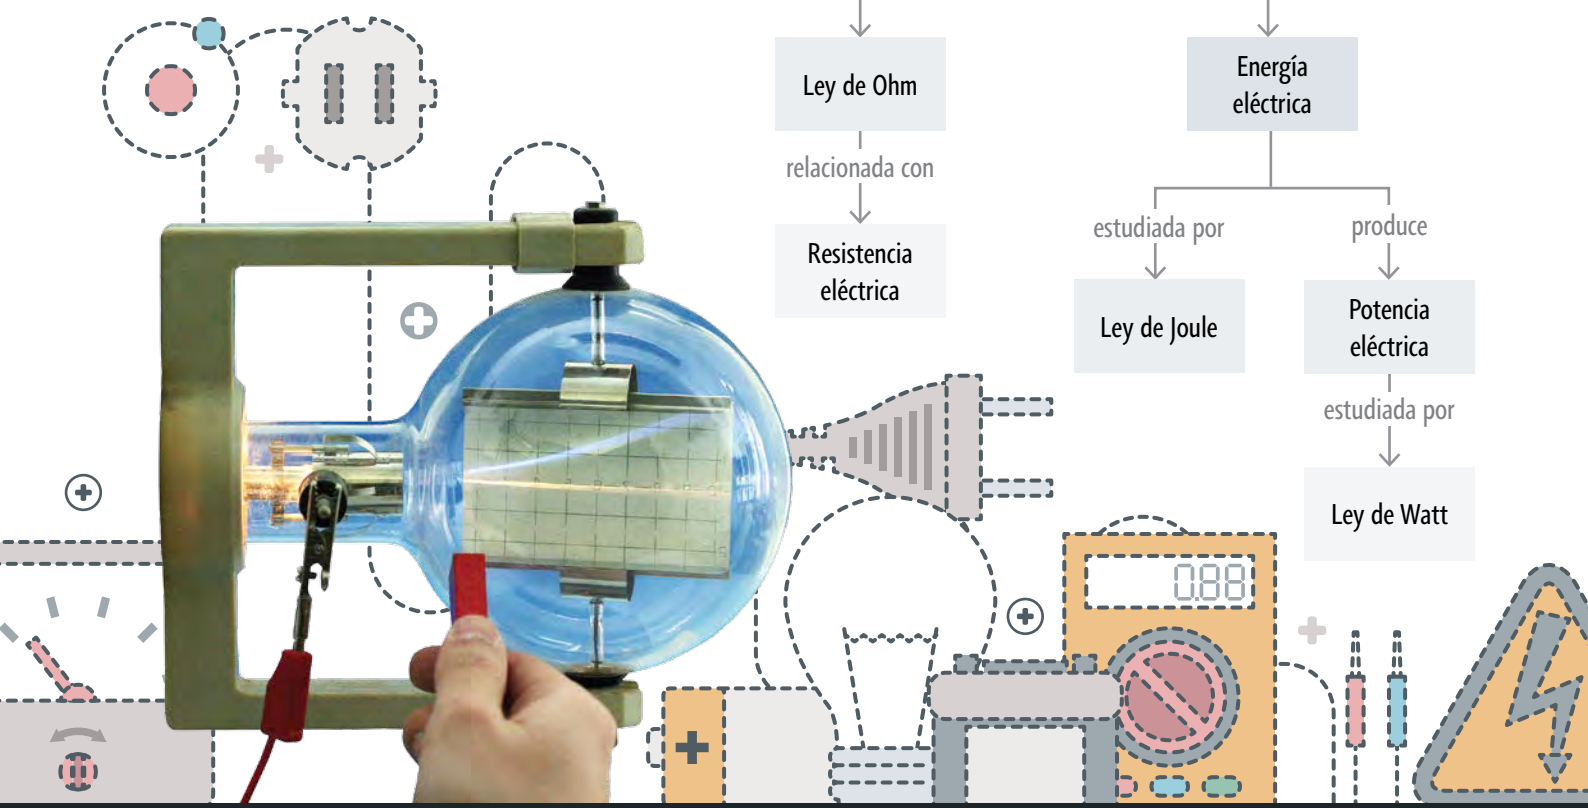 Ley de Ohm
relacionada con
Resistencia
eléctrica
Energía
eléctrica
estudiada por
produce
Ley de Joule
Potencia
eléctrica
estudiada por
Ley de Watt
0.88